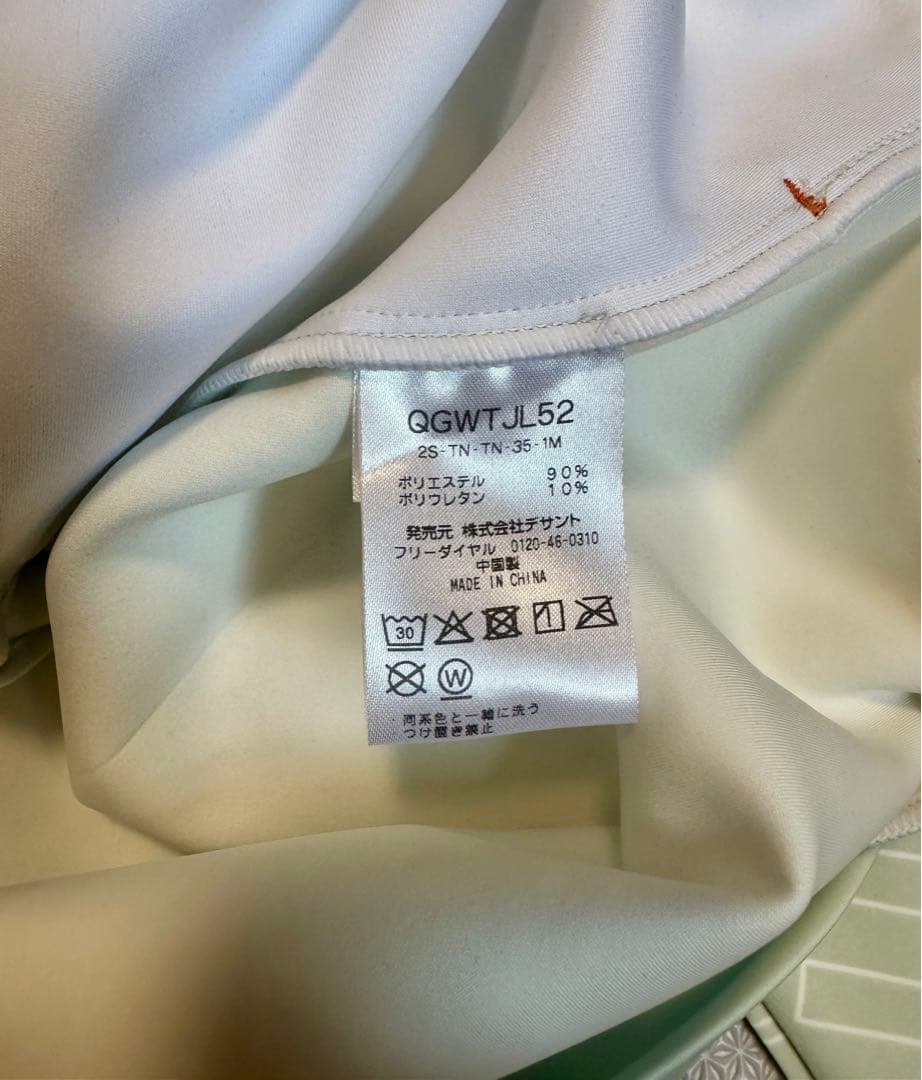 QGWTJL52
2S-TN-TN-35-1M
ポリエステル 90%
ポリウレタン 10%
発売元 株式会社デサント
フリーダイヤル 0120-46-0310
中国製
MADE IN CHINA
30
W
・同系色と一緒に洗う
つけ置き禁止